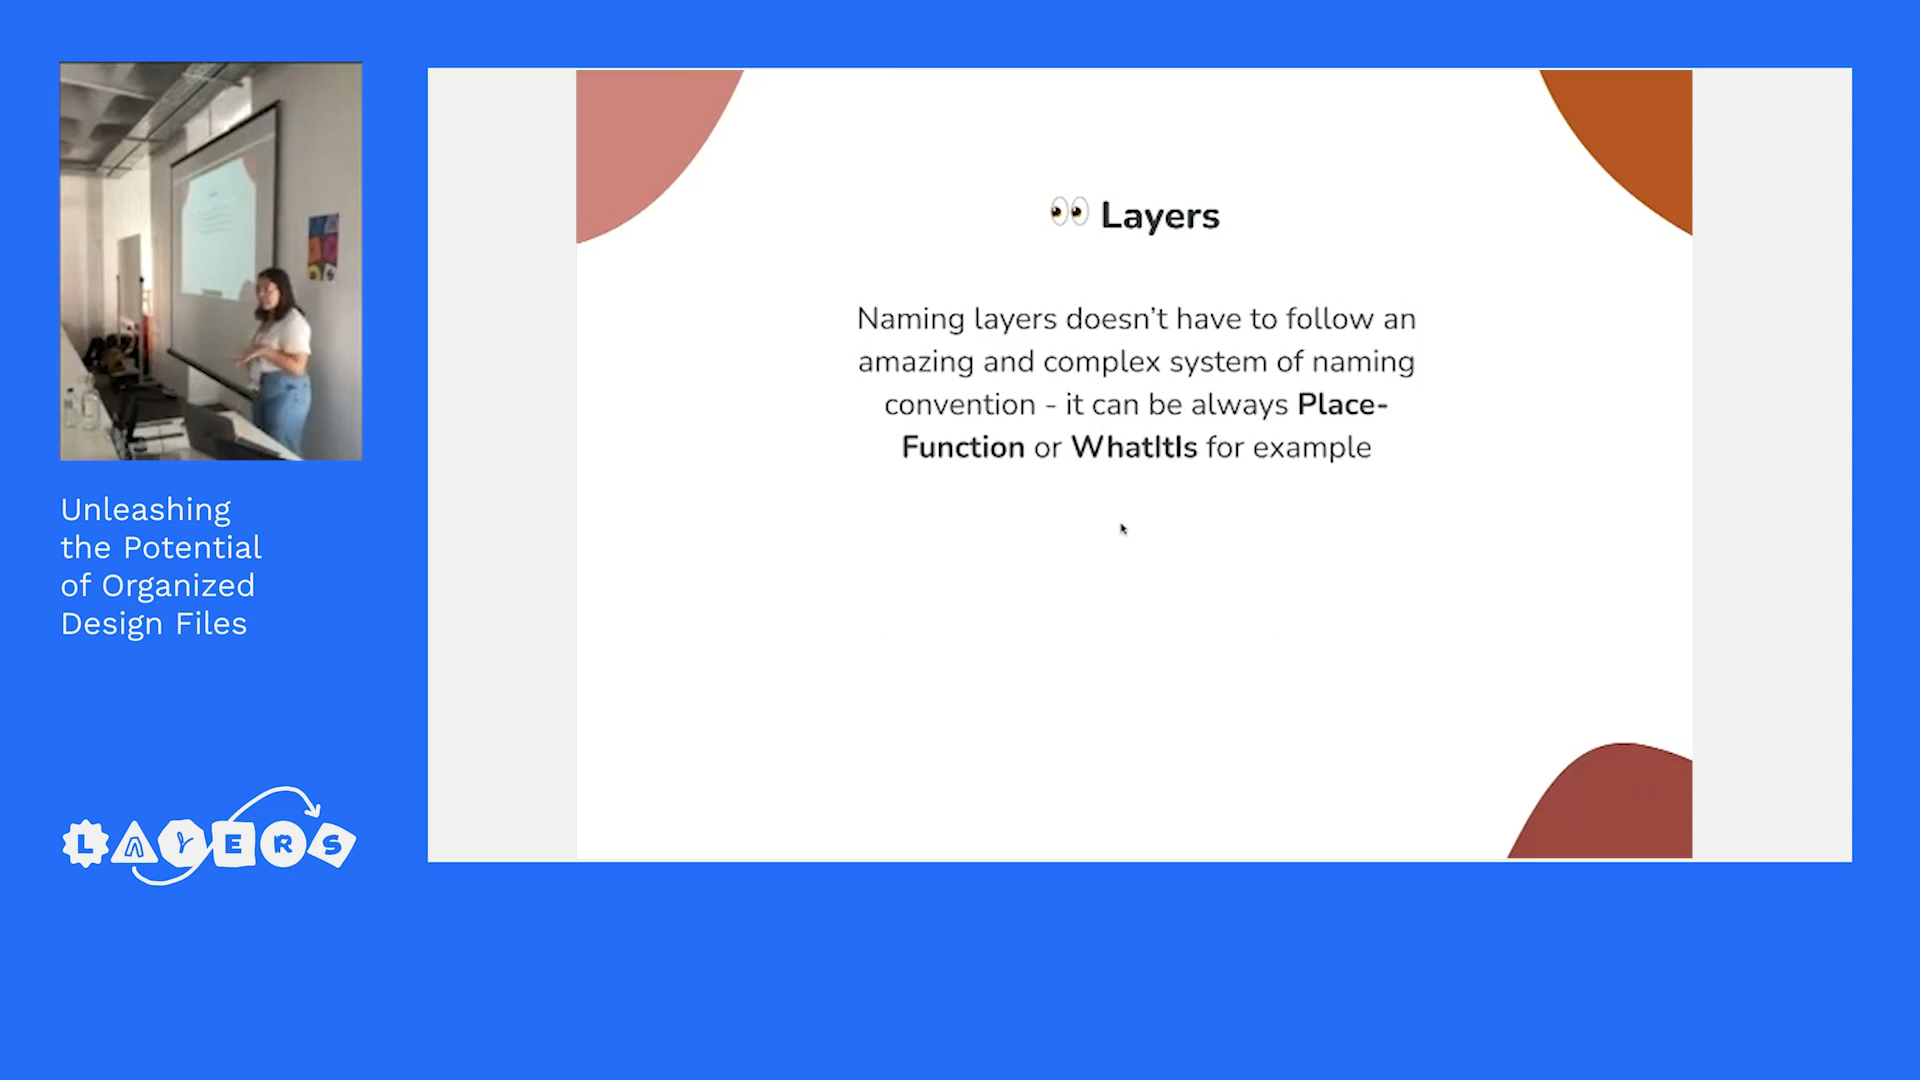 Unleashing
the Potential
of Organized
Design Files
LAYERS
👀 Layers
Naming layers doesn’t have to follow an
amazing and complex system of naming
convention - it can be always Place-
Function or WhatItIs for example